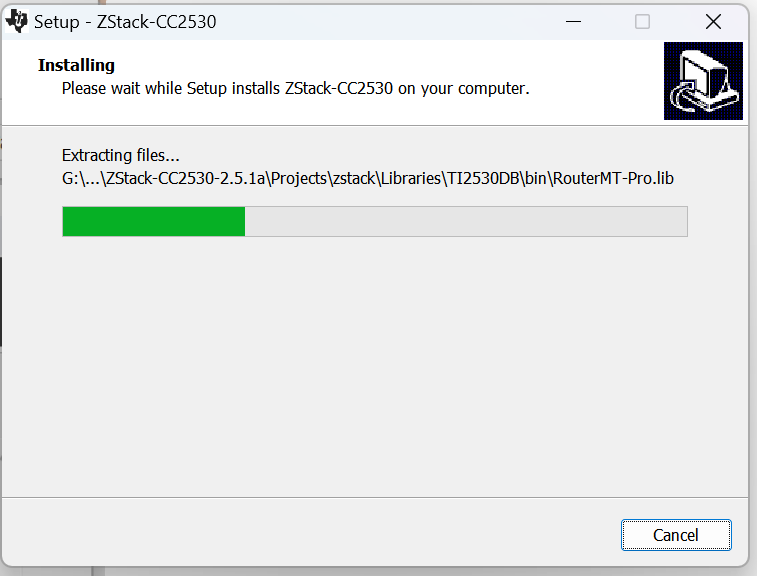 Setup - ZStack-CC2530
Installing
Please wait while Setup installs ZStack-CC2530 on your computer.
Extracting files...
G:\...\ZStack-CC2530-2.5.1a\Projects\zstack\Libraries\TI2530DB\bin\RouterMT-Pro.lib
Cancel